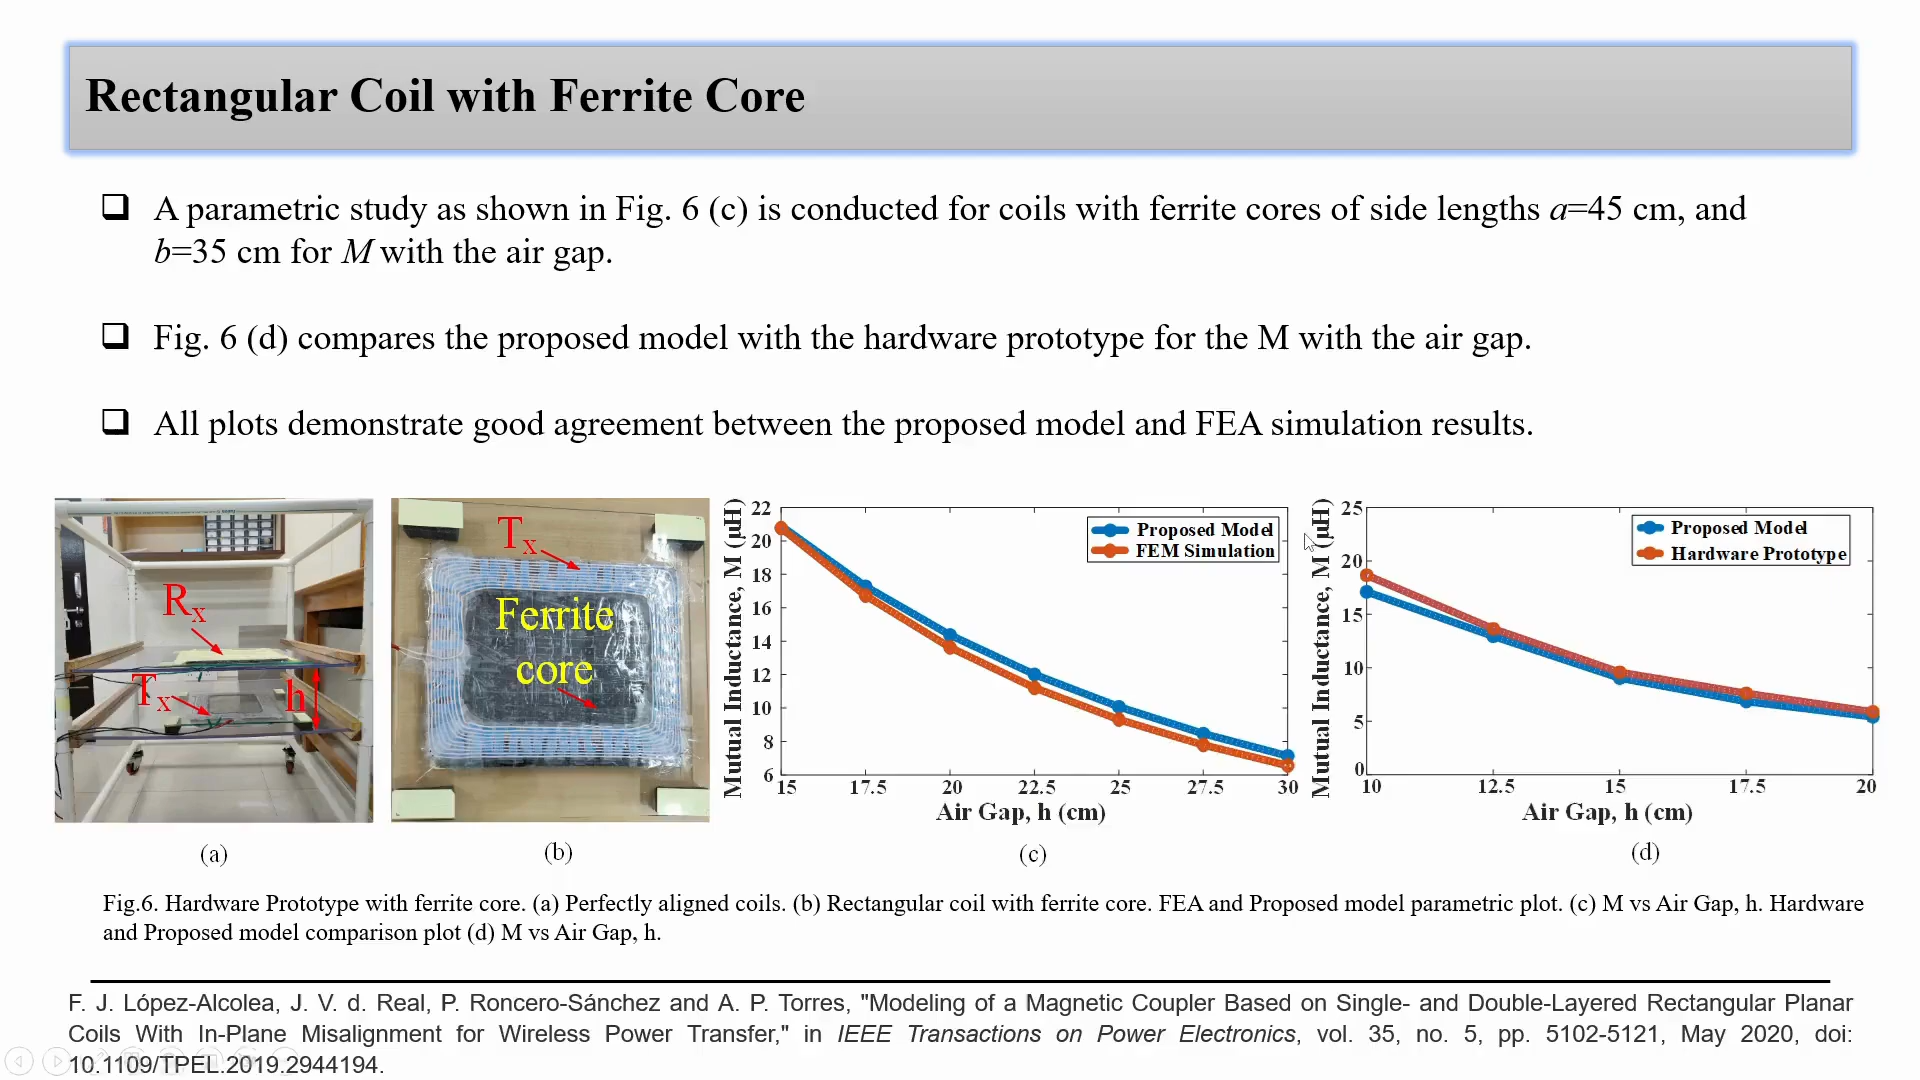 Rectangular Coil with Ferrite Core
❑ A parametric study as shown in Fig. 6 (c) is conducted for coils with ferrite cores of side lengths a=45 cm, and
b=35 cm for M with the air gap.
❑ Fig. 6 (d) compares the proposed model with the hardware prototype for the M with the air gap.
❑ All plots demonstrate good agreement between the proposed model and FEA simulation results.
Rx
Tx
h
(a)
Tx
Ferrite
core
(b)
Mutual Inductance, M (µH)
22
20
18
16
14
12
10
8
6
15 17.5 20 22.5 25 27.5 30
Air Gap, h (cm)
Proposed Model
FEM Simulation
(c)
Mutual Inductance, M (µH)
25
20
15
10
5
0
10 12.5 15 17.5 20
Air Gap, h (cm)
Proposed Model
Hardware Prototype
(d)
Fig.6. Hardware Prototype with ferrite core. (a) Perfectly aligned coils. (b) Rectangular coil with ferrite core. FEA and Proposed model parametric plot. (c) M vs Air Gap, h. Hardware
and Proposed model comparison plot (d) M vs Air Gap, h.
F. J. López-Alcolea, J. V. d. Real, P. Roncero-Sánchez and A. P. Torres, "Modeling of a Magnetic Coupler Based on Single- and Double-Layered Rectangular Planar
Coils With In-Plane Misalignment for Wireless Power Transfer," in IEEE Transactions on Power Electronics, vol. 35, no. 5, pp. 5102-5121, May 2020, doi:
10.1109/TPEL.2019.2944194.